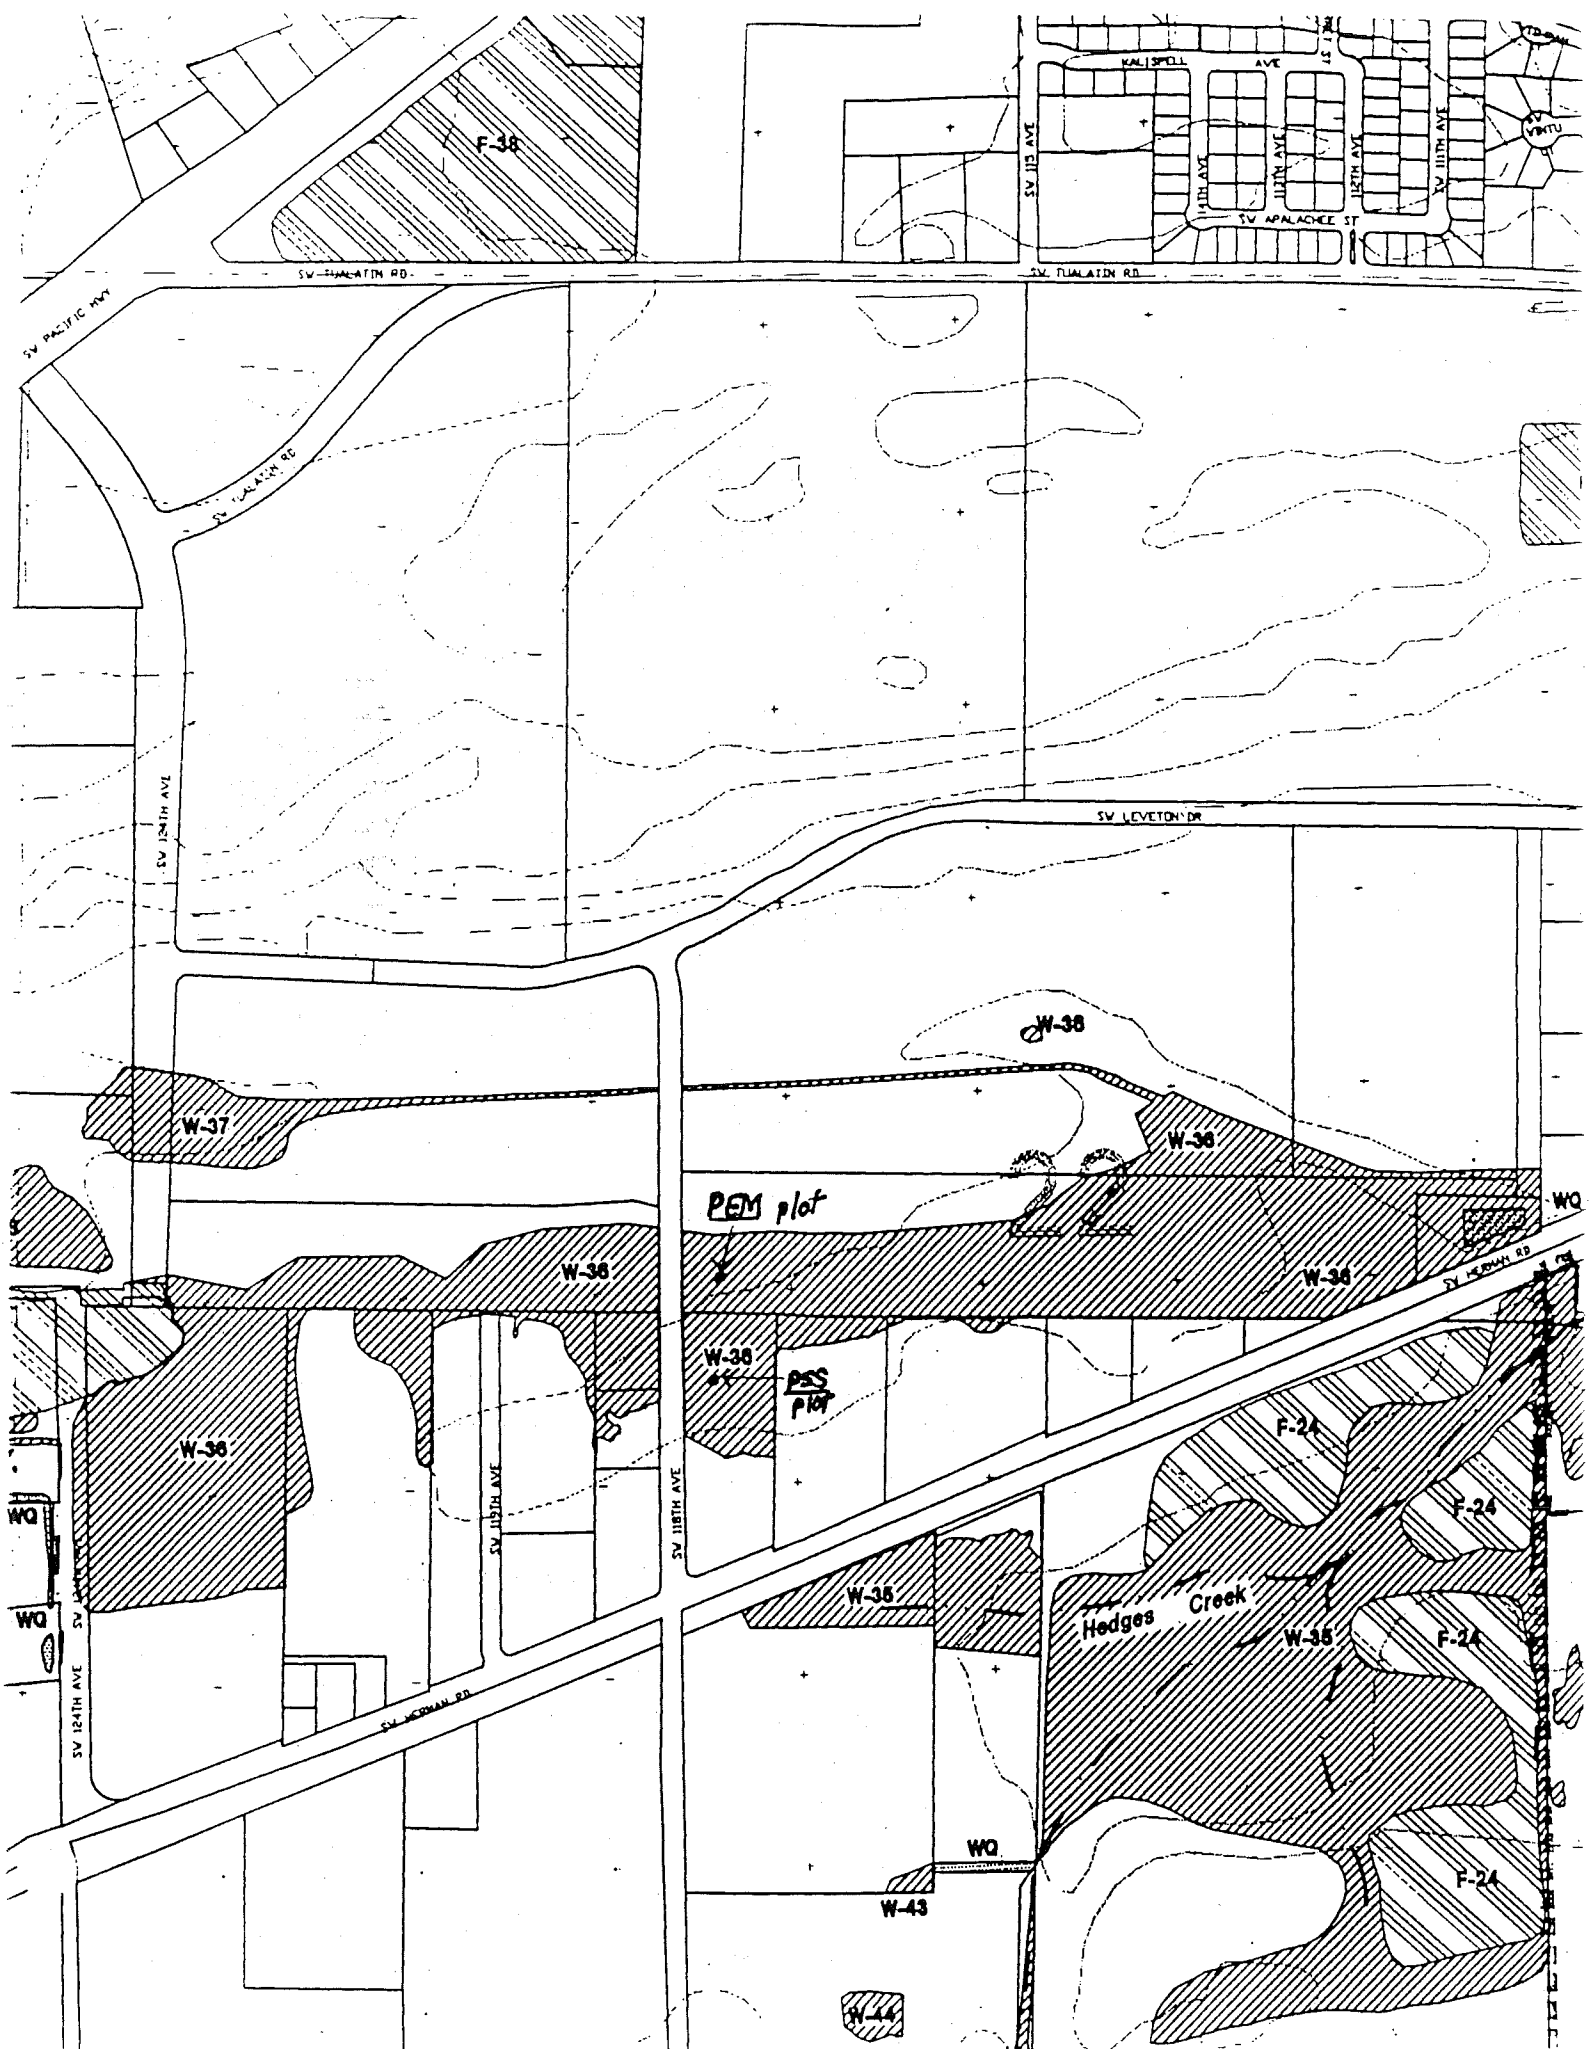 KALISPELL AVE
F-38
SW 115 AVE
114TH AVE
113TH AVE
112TH AVE
SW 111TH AVE
SW APALACHEE ST
SW TUALATIN RD
SW TUALATIN RD
SW PACIFIC HWY
SW TUALATIN RD
SW 124TH AVE
SW LEVETON DR
W-36
W-37
W-36
PEM plot
WQ
W-36
W-36
SW HERMAN RD
W-36
PSS
plot
W-36
F-24
SW 119TH AVE
SW 118TH AVE
F-24
WQ
W-35
Hedges Creek
WQ
W-35
F-24
SW 124TH AVE
SW HERMAN RD
WQ
F-24
W-43
W-44